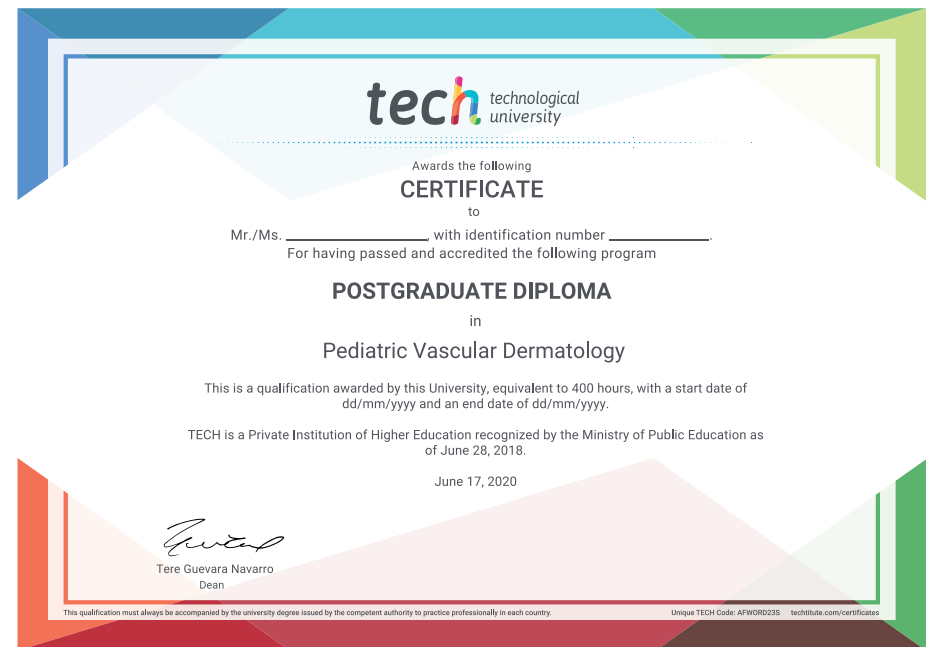 tech technological
university
Awards the following
CERTIFICATE
to
Mr./Ms. ____________________, with identification number ______________.
For having passed and accredited the following program
POSTGRADUATE DIPLOMA
in
Pediatric Vascular Dermatology
This is a qualification awarded by this University, equivalent to 400 hours, with a start date of
dd/mm/yyyy and an end date of dd/mm/yyyy.
TECH is a Private Institution of Higher Education recognized by the Ministry of Public Education as
of June 28, 2018.
June 17, 2020
Tere Guevara Navarro
Dean
This qualification must always be accompanied by the university degree issued by the competent authority to practice professionally in each country.
Unique TECH Code: AFWORD23S techtitute.com/certificates